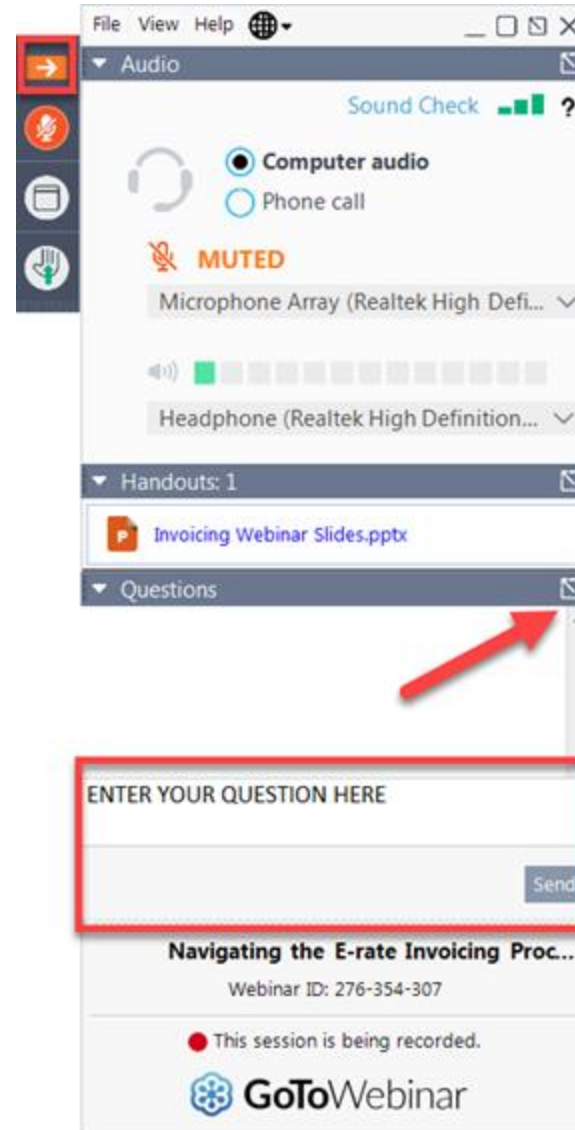 File View Help
Audio
Sound Check ?
Computer audio
Phone call
MUTED
Microphone Array (Realtek High Defi...
Headphone (Realtek High Definition...
Handouts: 1
P Invoicing Webinar Slides.pptx
Questions
ENTER YOUR QUESTION HERE
Send
Navigating the E-rate Invoicing Proc...
Webinar ID: 276-354-307
This session is being recorded.
GoToWebinar